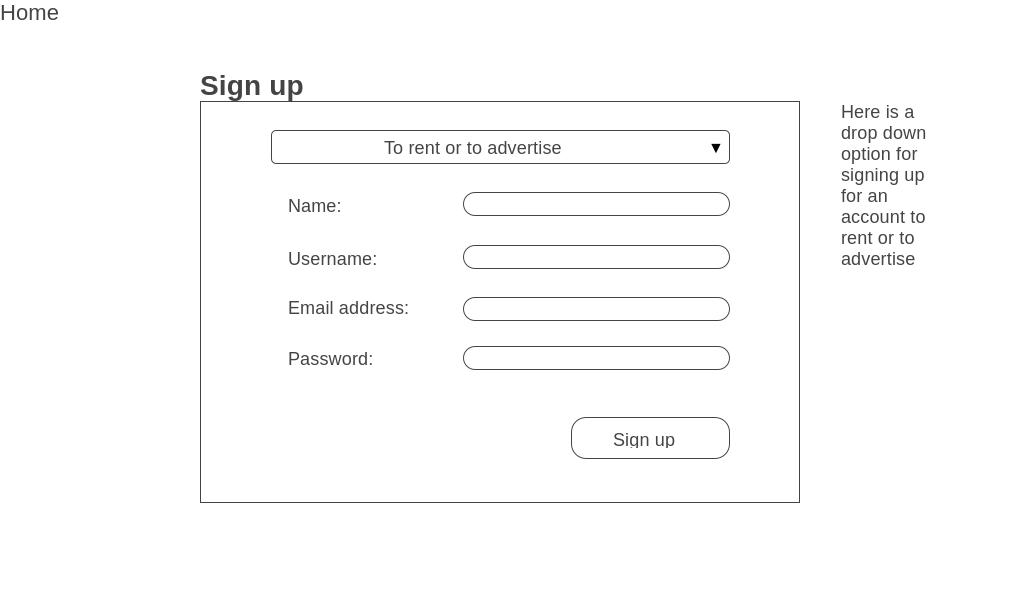 Home
Sign up
To rent or to advertise ▼
Name:
Username:
Email address:
Password:
Sign up
Here is a
drop down
option for
signing up
for an
account to
rent or to
advertise